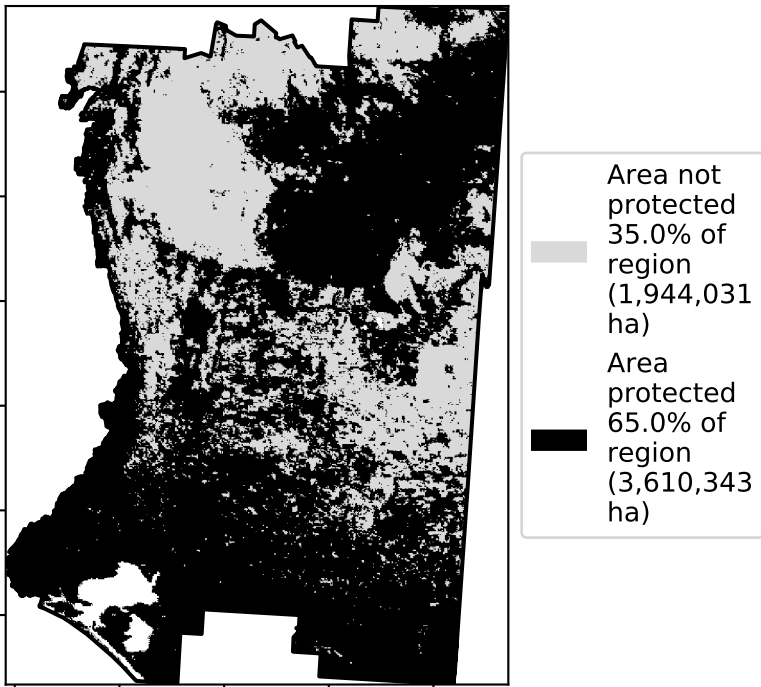 Area not
protected
35.0% of
region
(1,944,031
ha)
Area
protected
65.0% of
region
(3,610,343
ha)